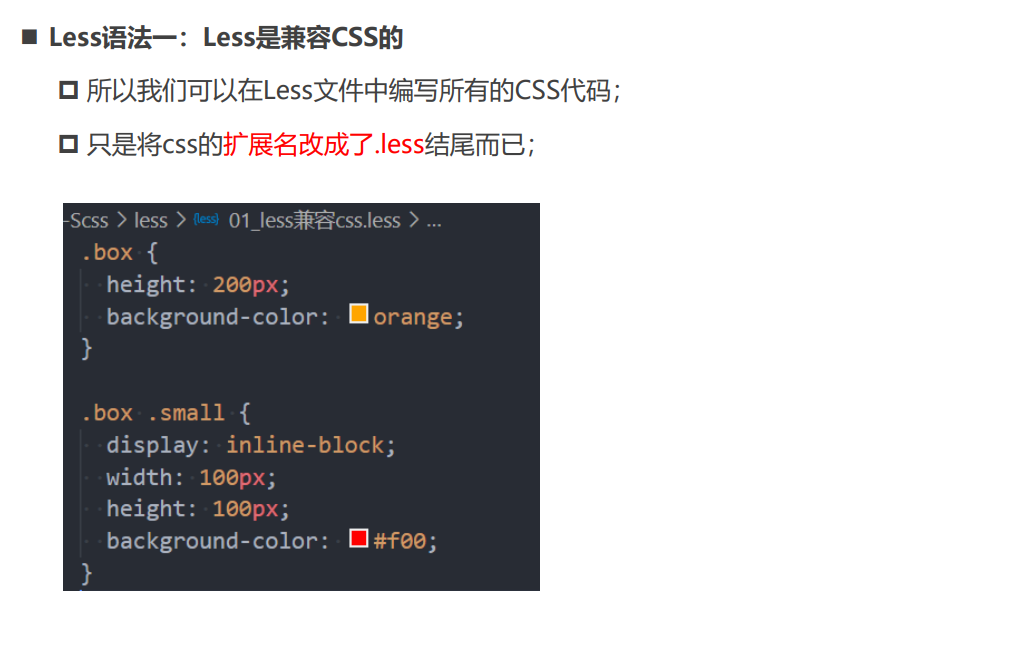 Less语法一：Less是兼容CSS的
所以我们可以在Less文件中编写所有的CSS代码；
只是将css的扩展名改成了.less结尾而已；
-Scss > less > {less} 01_less兼容css.less > ...
.box {
height: 200px;
background-color: orange;
}
.box .small {
display: inline-block;
width: 100px;
height: 100px;
background-color: #f00;
}